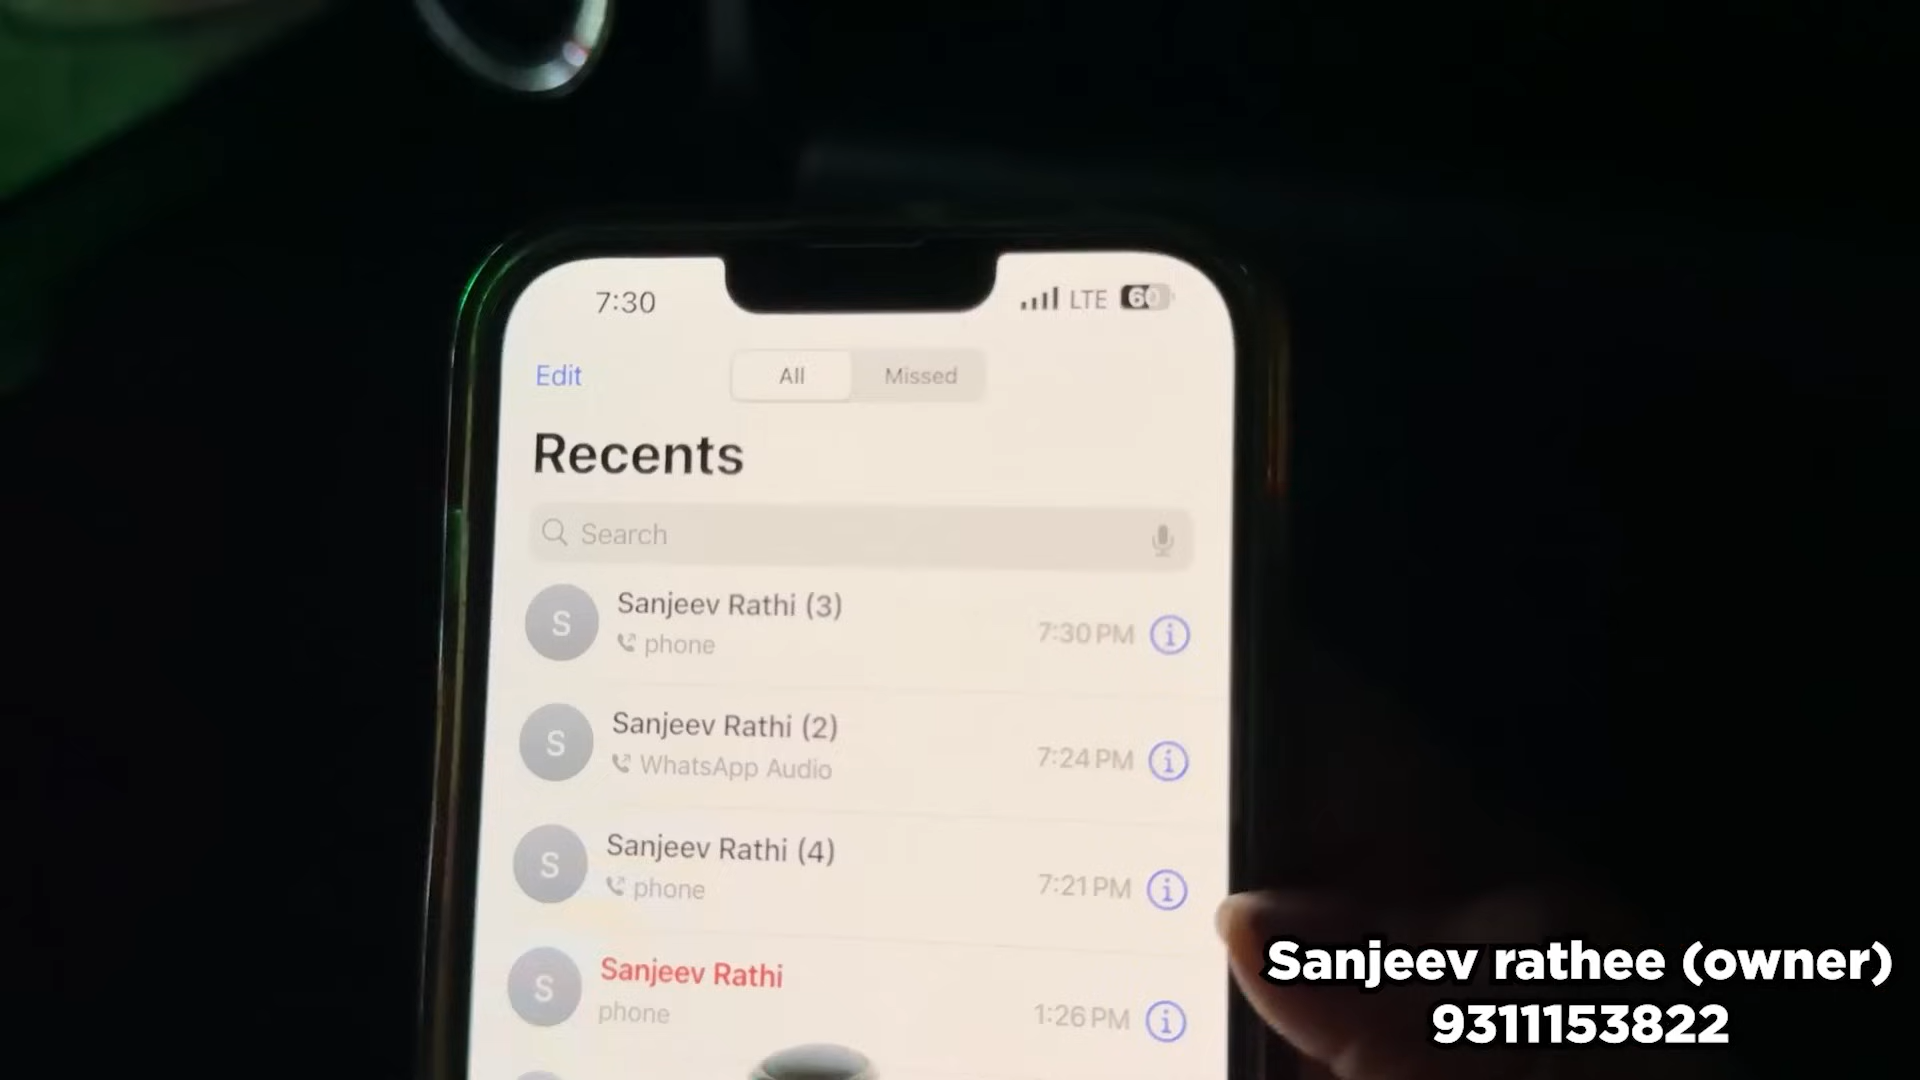 7:30
LTE 60
Edit
All
Missed
Recents
Search
S
Sanjeev Rathi (3)
phone
7:30 PM
S
Sanjeev Rathi (2)
WhatsApp Audio
7:24 PM
S
Sanjeev Rathi (4)
phone
7:21 PM
S
Sanjeev Rathi
phone
1:26 PM
Sanjeev rathee (owner)
9311153822